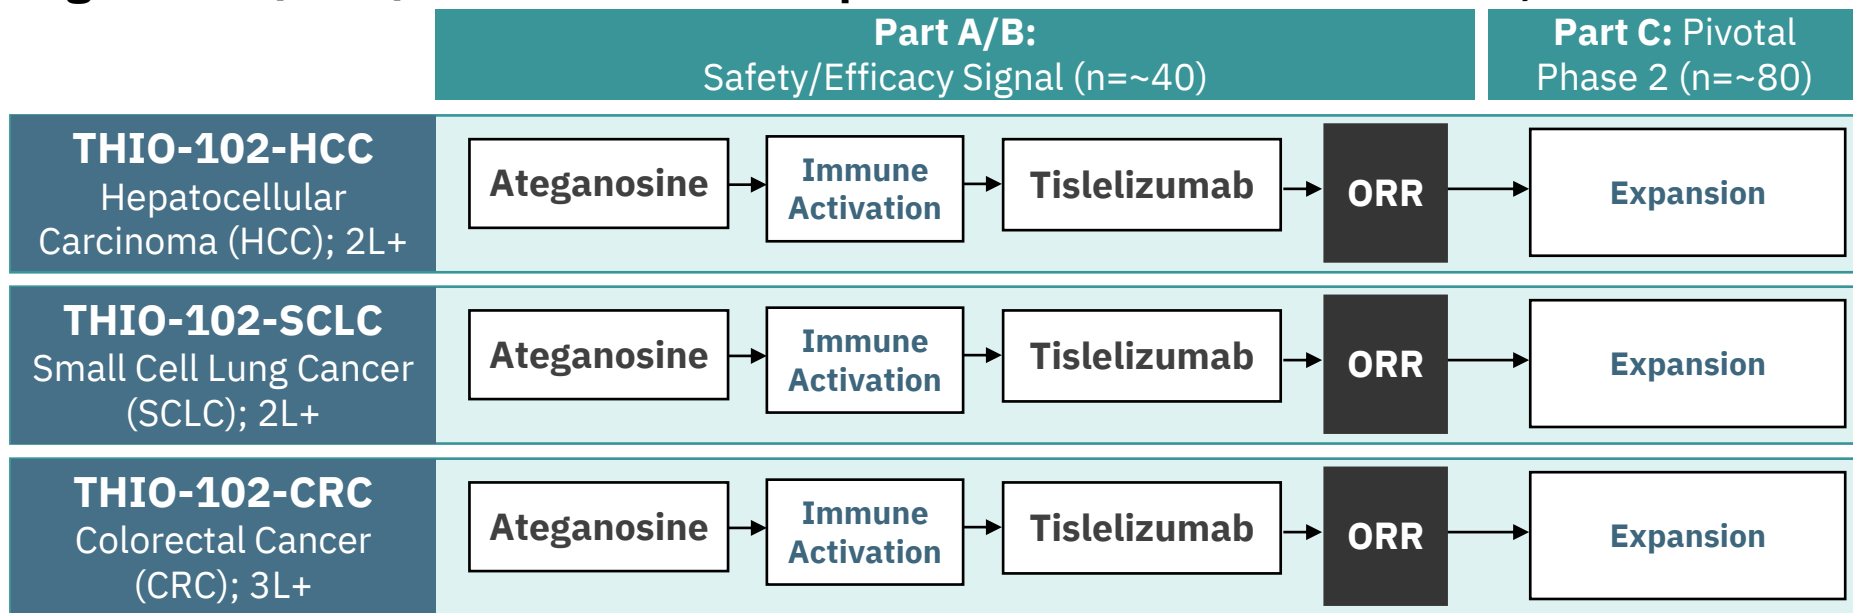 Part A/B:
Safety/Efficacy Signal (n=~40)
Part C: Pivotal
Phase 2 (n=~80)
THIO-102-HCC
Hepatocellular
Carcinoma (HCC); 2L+
Ateganosine
Immune
Activation
Tislelizumab
ORR
Expansion
THIO-102-SCLC
Small Cell Lung Cancer
(SCLC); 2L+
Ateganosine
Immune
Activation
Tislelizumab
ORR
Expansion
THIO-102-CRC
Colorectal Cancer
(CRC); 3L+
Ateganosine
Immune
Activation
Tislelizumab
ORR
Expansion